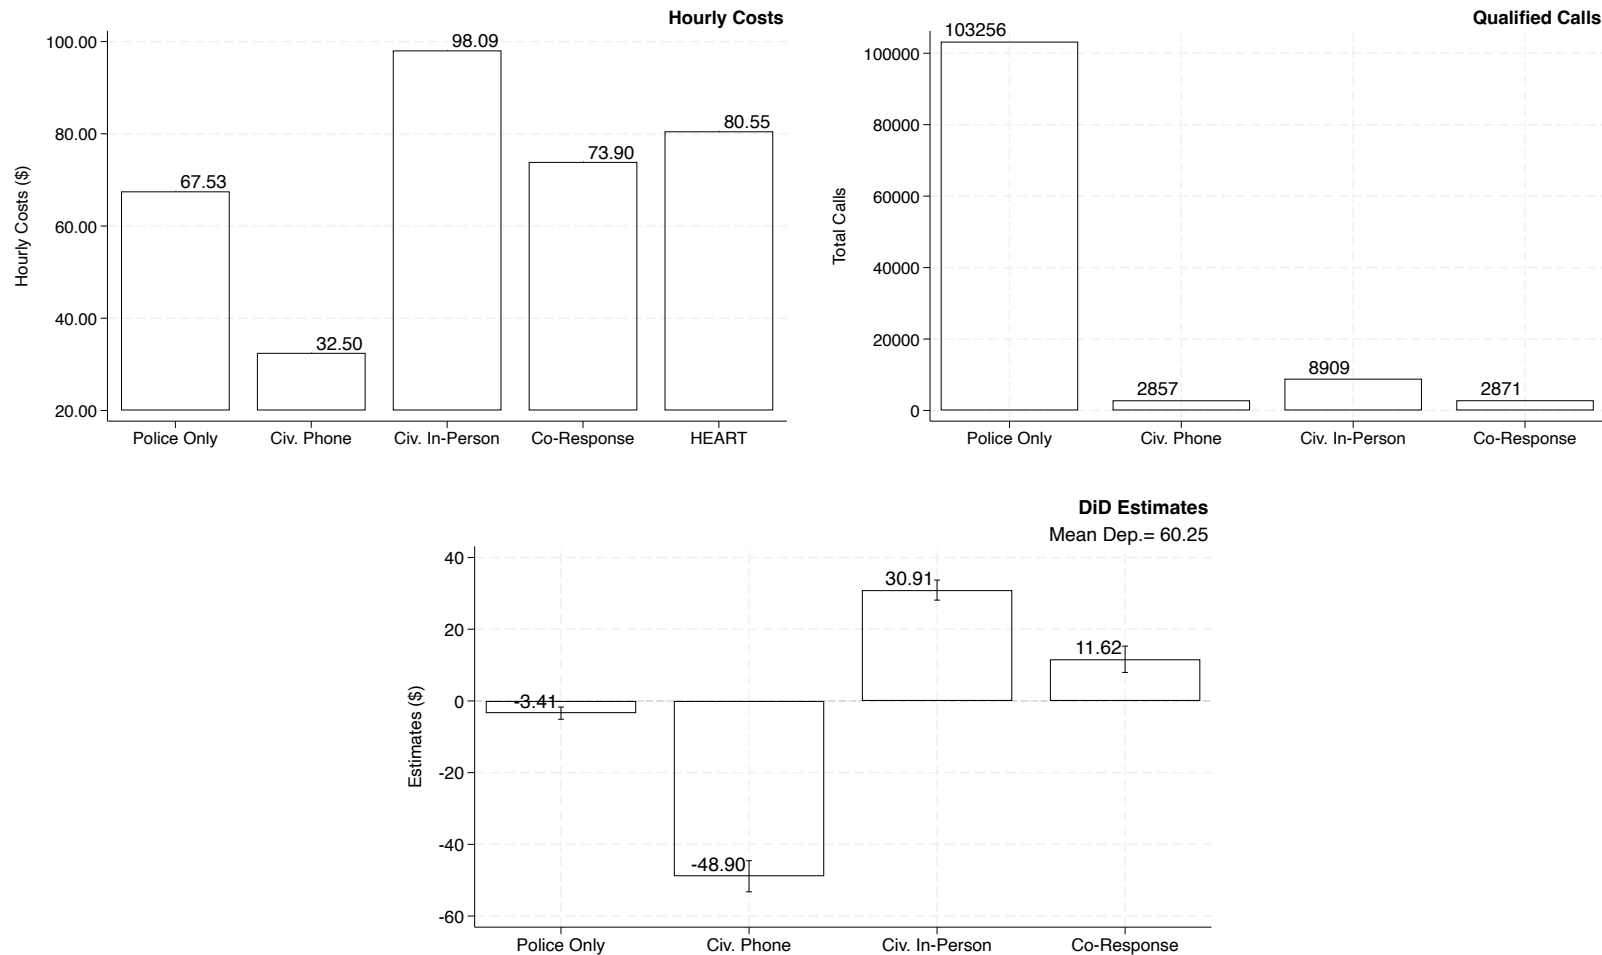 Hourly Costs
Hourly Costs ($)
100.00
80.00
60.00
40.00
20.00
67.53
32.50
98.09
73.90
80.55
Police Only
Civ. Phone
Civ. In-Person
Co-Response
HEART
Qualified Calls
Total Calls
100000
80000
60000
40000
20000
0
103256
2857
8909
2871
Police Only
Civ. Phone
Civ. In-Person
Co-Response
DiD Estimates
Mean Dep.= 60.25
Estimates ($)
40
20
0
-20
-40
-60
-3.41
-48.90
30.91
11.62
Police Only
Civ. Phone
Civ. In-Person
Co-Response